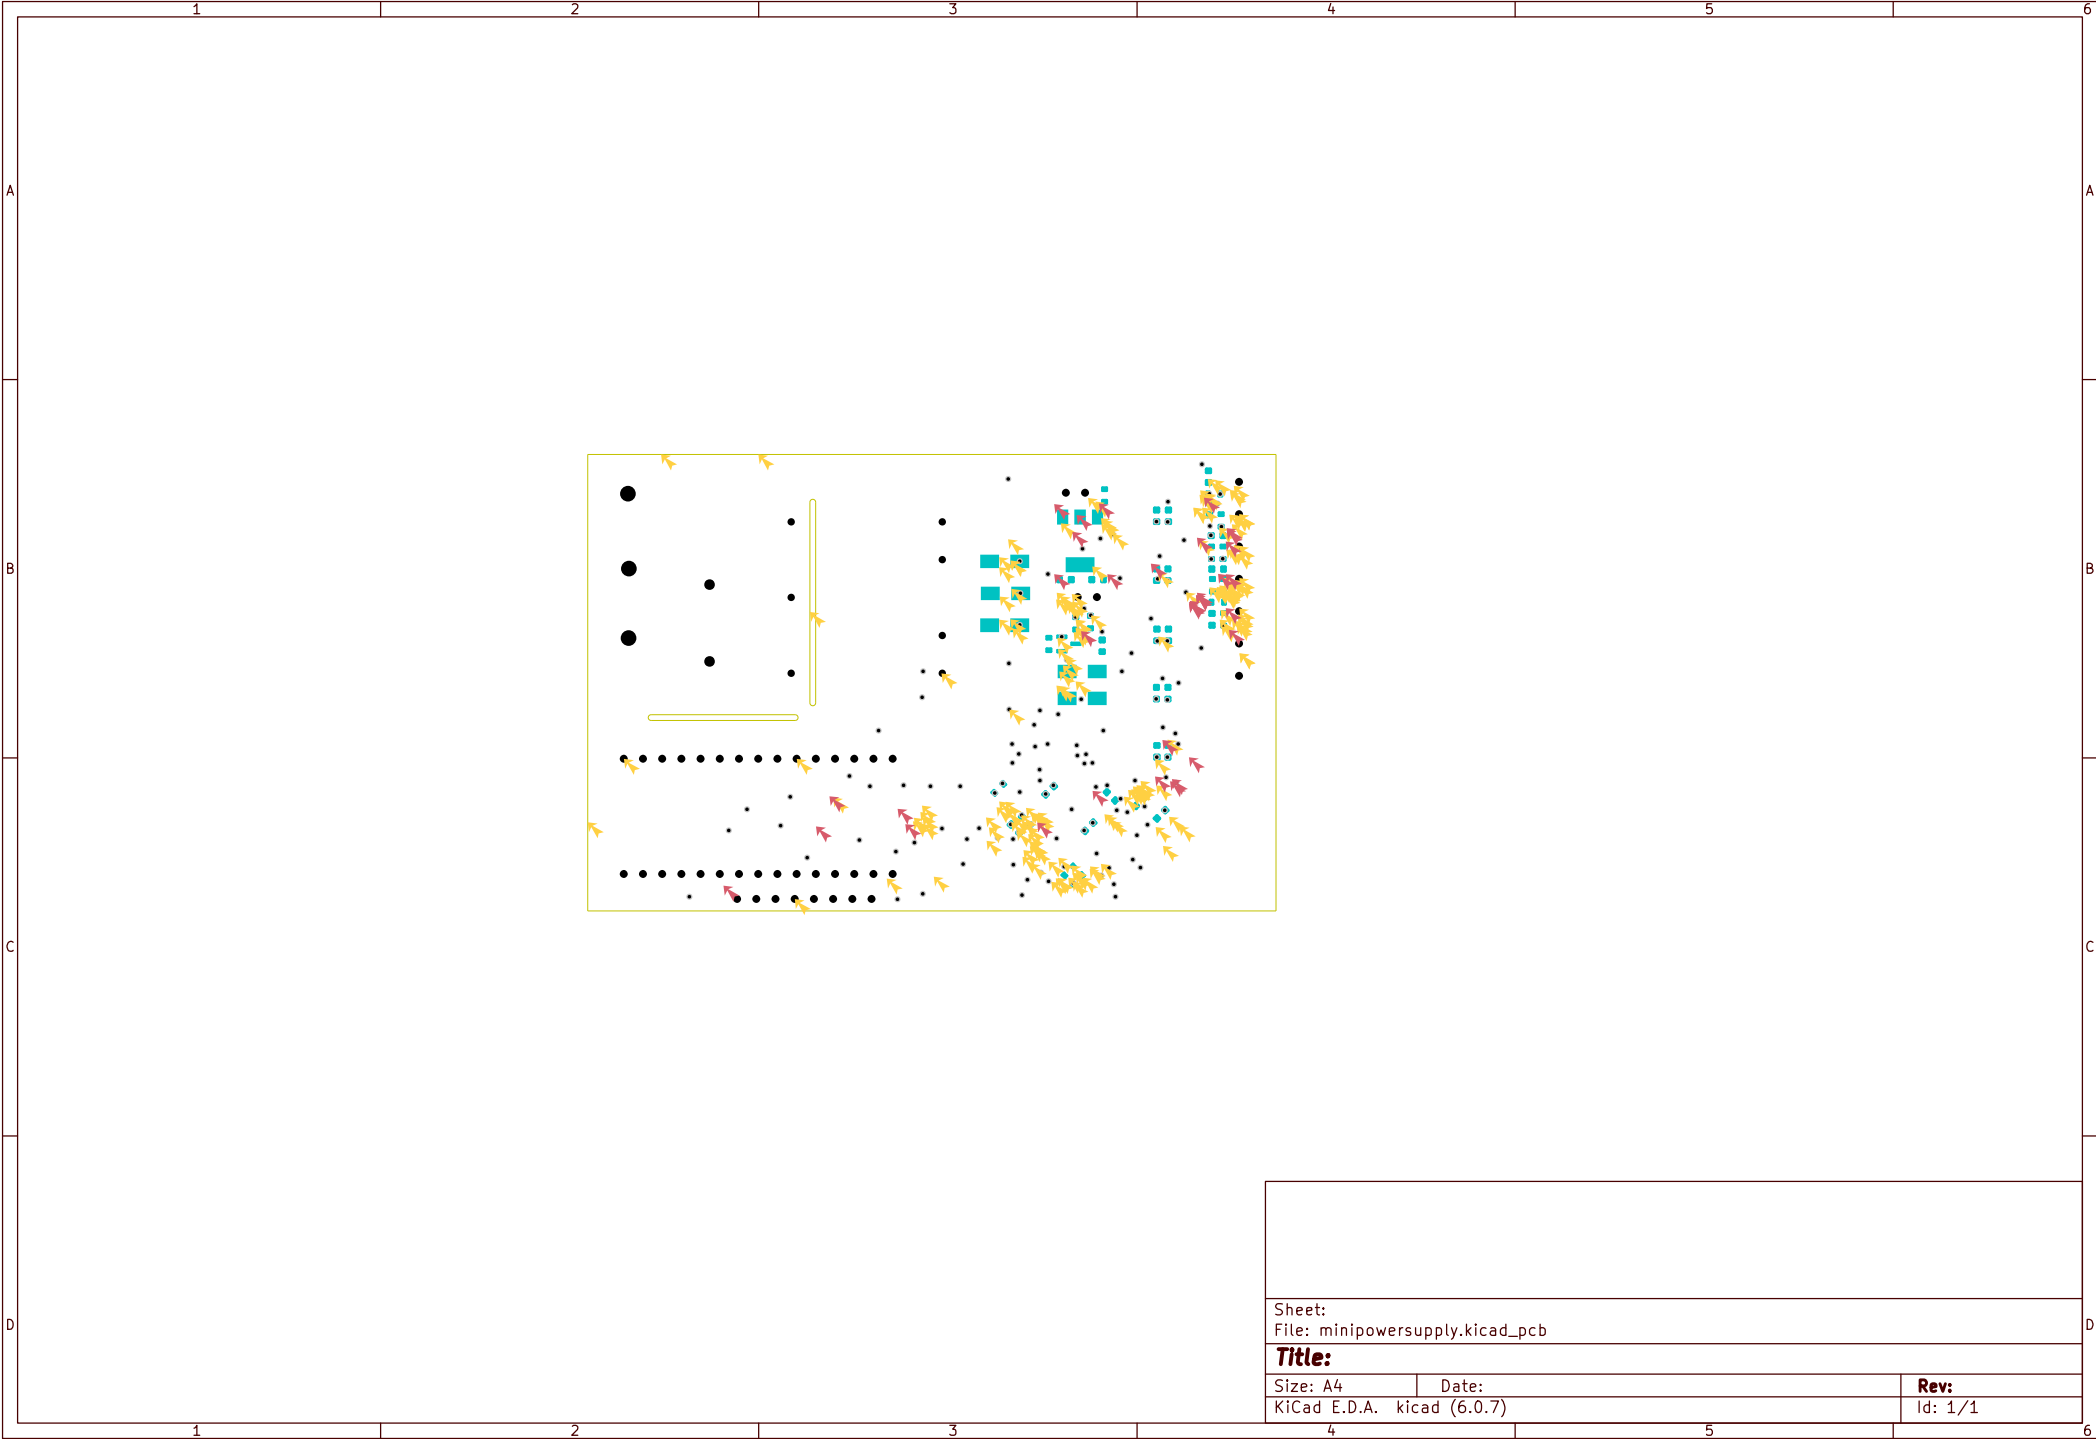 1 2 3 4 5 6
A A
B B
C C
D D
Sheet:
File: minipowersupply.kicad_pcb
Title:
Size: A4 Date: Rev:
KiCad E.D.A. kicad (6.0.7) Id: 1/1
1 2 3 4 5 6